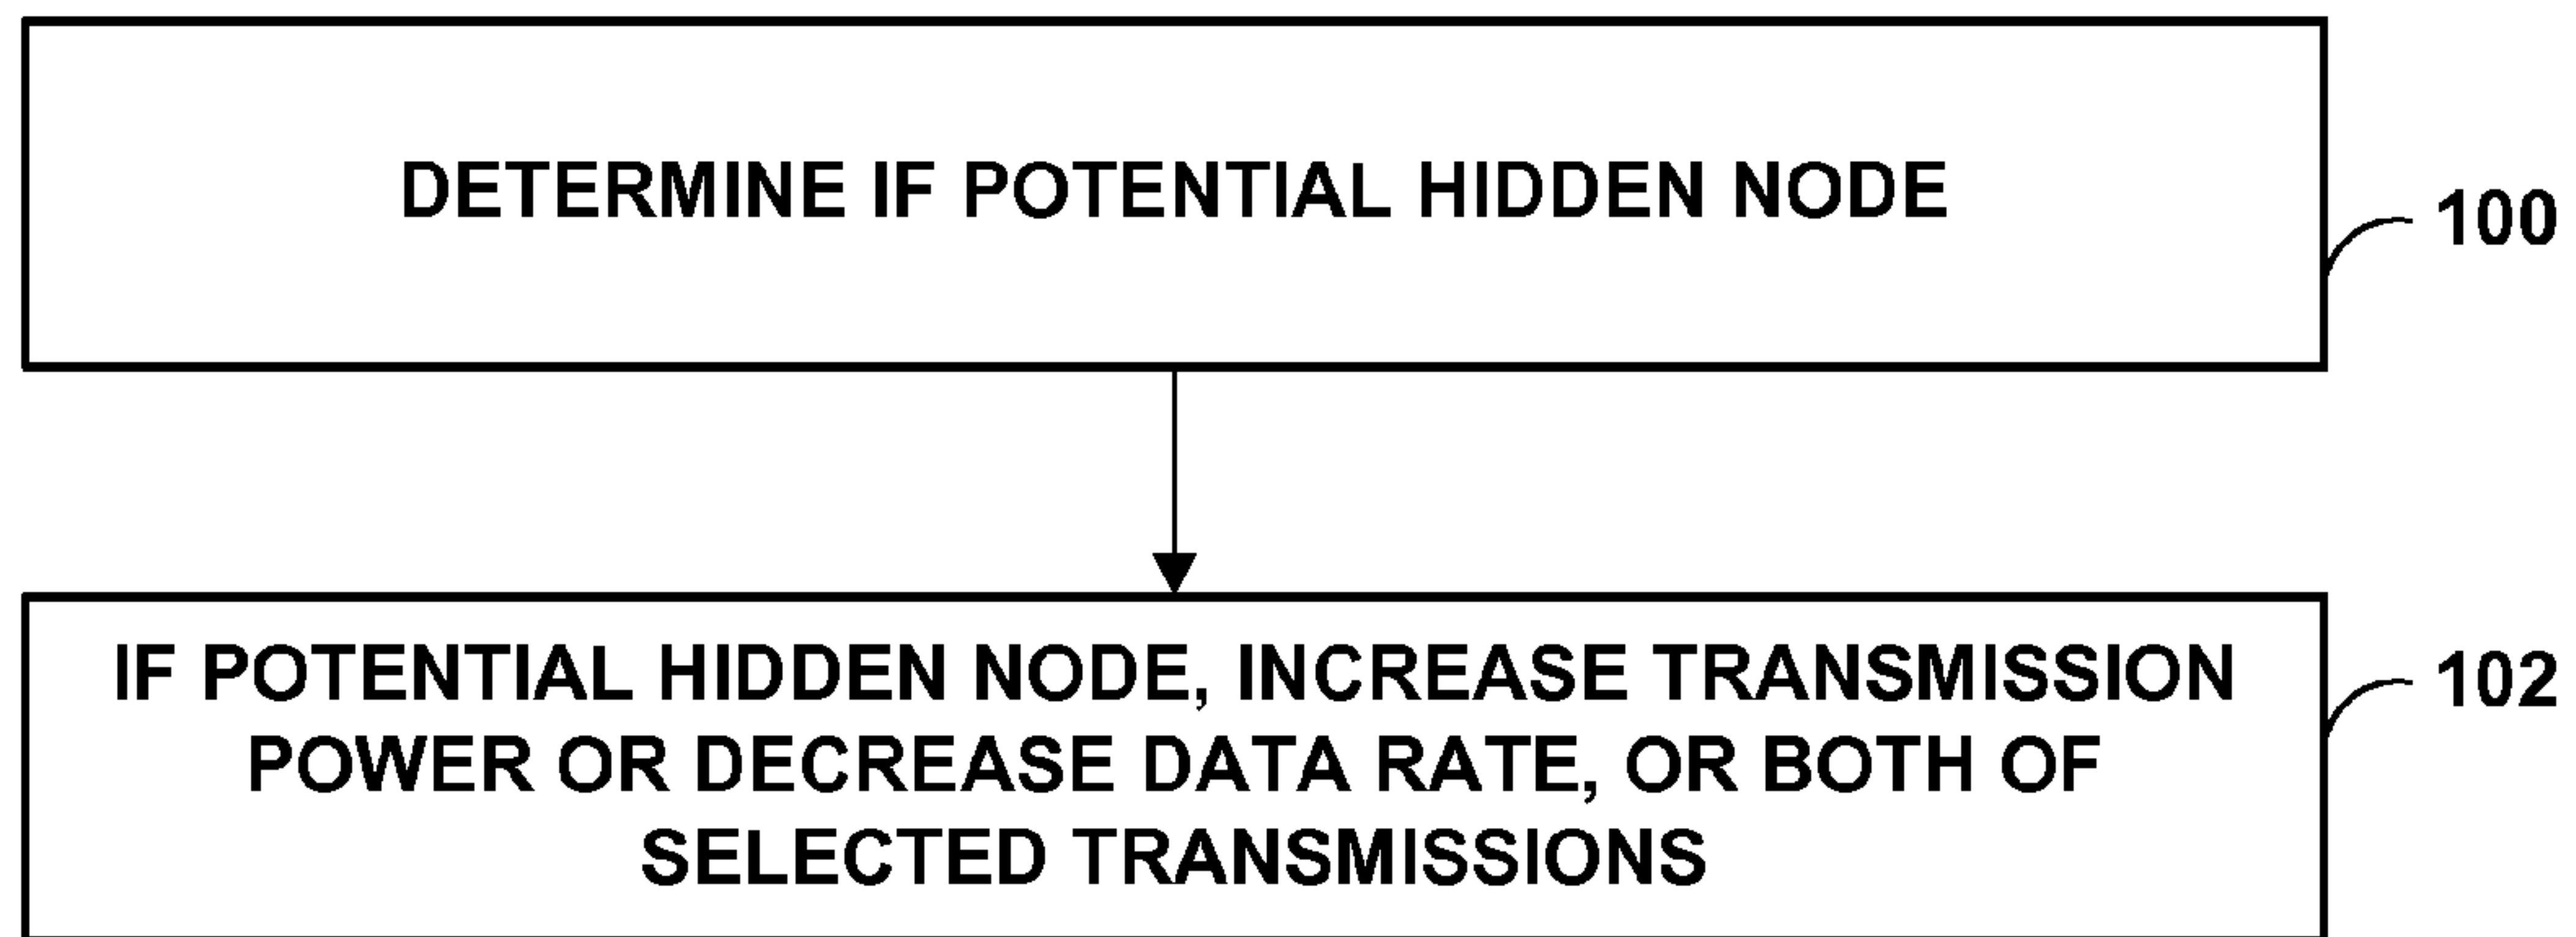 DETERMINE IF POTENTIAL HIDDEN NODE
100
IF POTENTIAL HIDDEN NODE, INCREASE TRANSMISSION
POWER OR DECREASE DATA RATE, OR BOTH OF
SELECTED TRANSMISSIONS
102